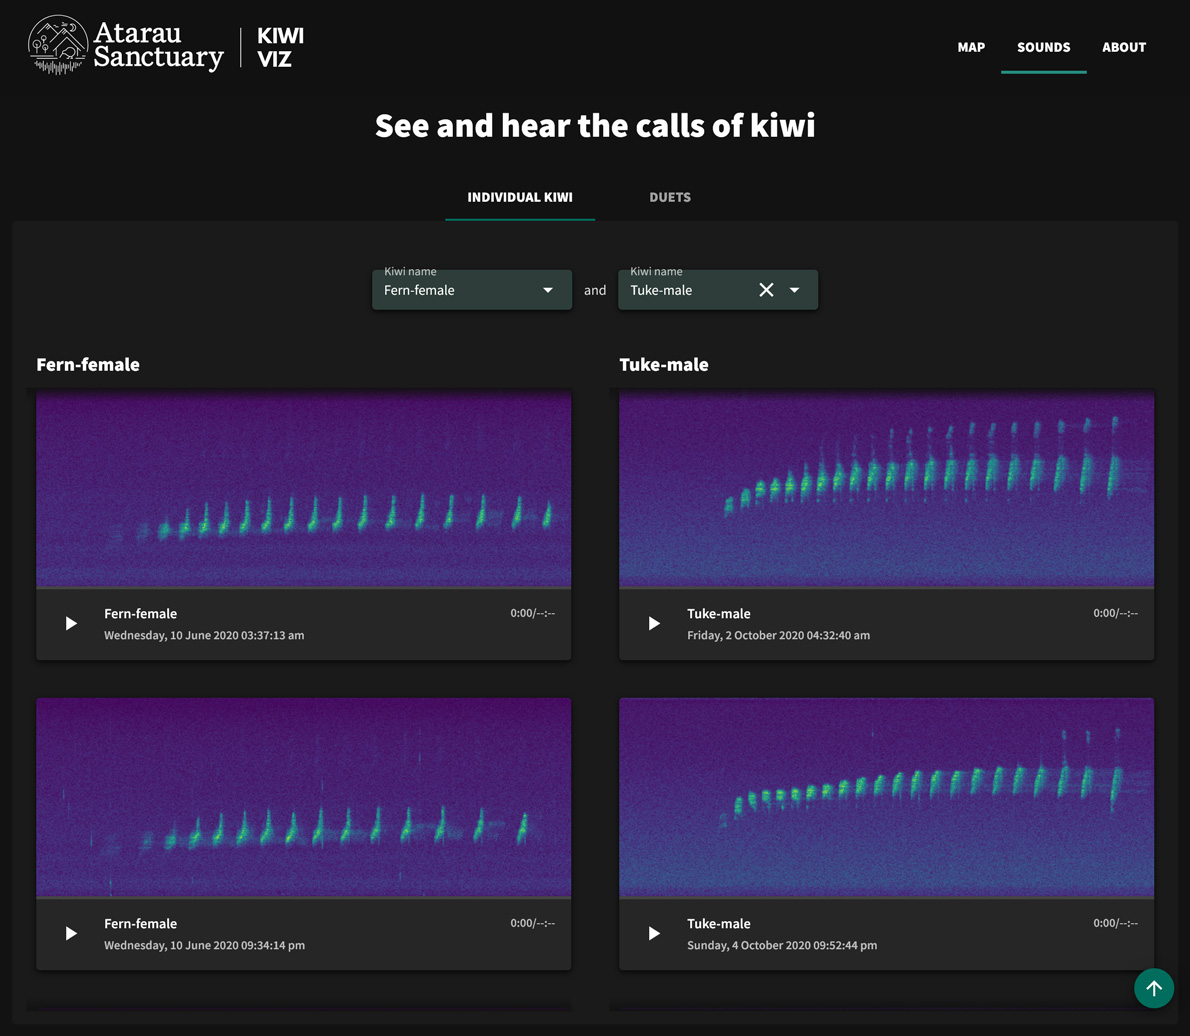 Atarau
Sanctuary
KIWI
VIZ
MAP
SOUNDS
ABOUT
See and hear the calls of kiwi
INDIVIDUAL KIWI
DUETS
Kiwi name
Fern-female
and
Kiwi name
Tuke-male
Fern-female
Tuke-male
Fern-female
0:00/--:--
Wednesday, 10 June 2020 03:37:13 am
Tuke-male
0:00/--:--
Friday, 2 October 2020 04:32:40 am
Fern-female
0:00/--:--
Wednesday, 10 June 2020 09:34:14 pm
Tuke-male
0:00/--:--
Sunday, 4 October 2020 09:52:44 pm